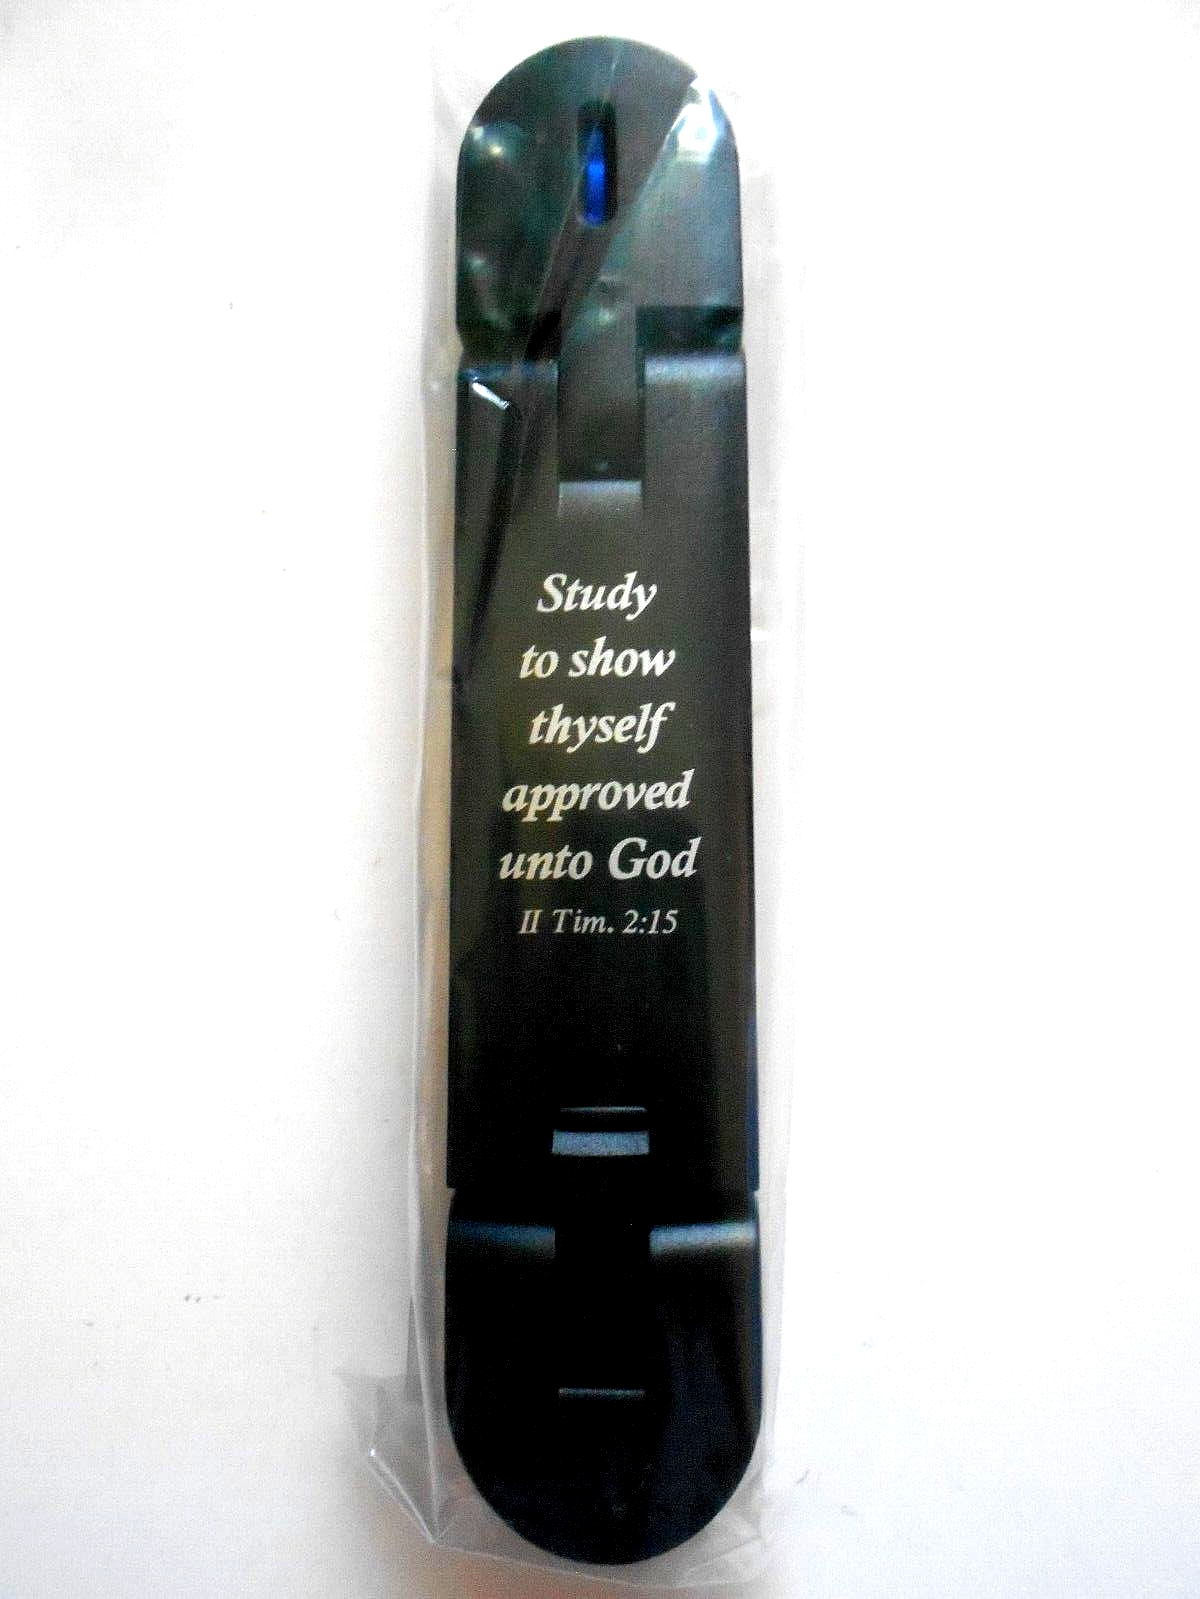 Study
to show
thyself
approved
unto God
II Tim. 2:15